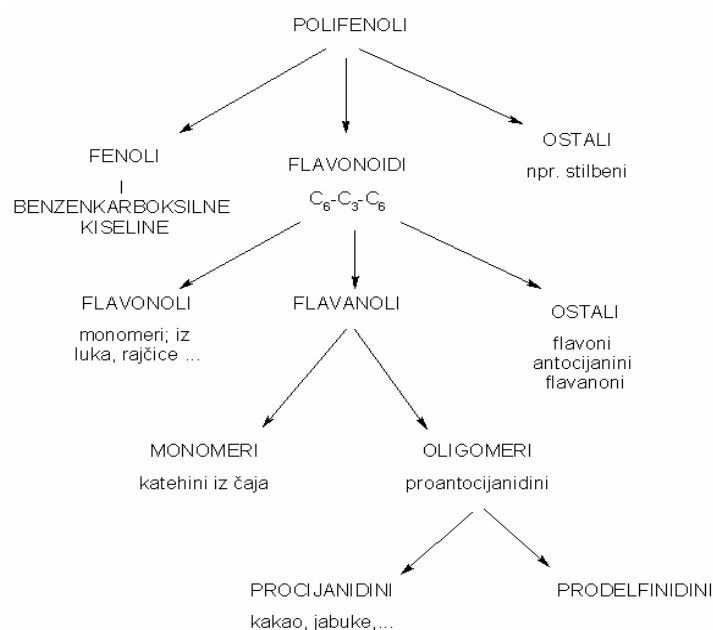 POLIFENOLI
FENOLI
I
BENZENKARBOKSILNE
KISELINE
FLAVONOIDI
C6-C3-C6
OSTALI
npr. stilbeni
FLAVONOLI
monomeri; iz
luka, rajčice ...
FLAVANOLI
OSTALI
flavoni
antocijanini
flavanoni
MONOMERI
katehini iz čaja
OLIGOMERI
proantocijanidini
PROCIJANIDINI
kakao, jabuke,...
PRODELFINIDINI